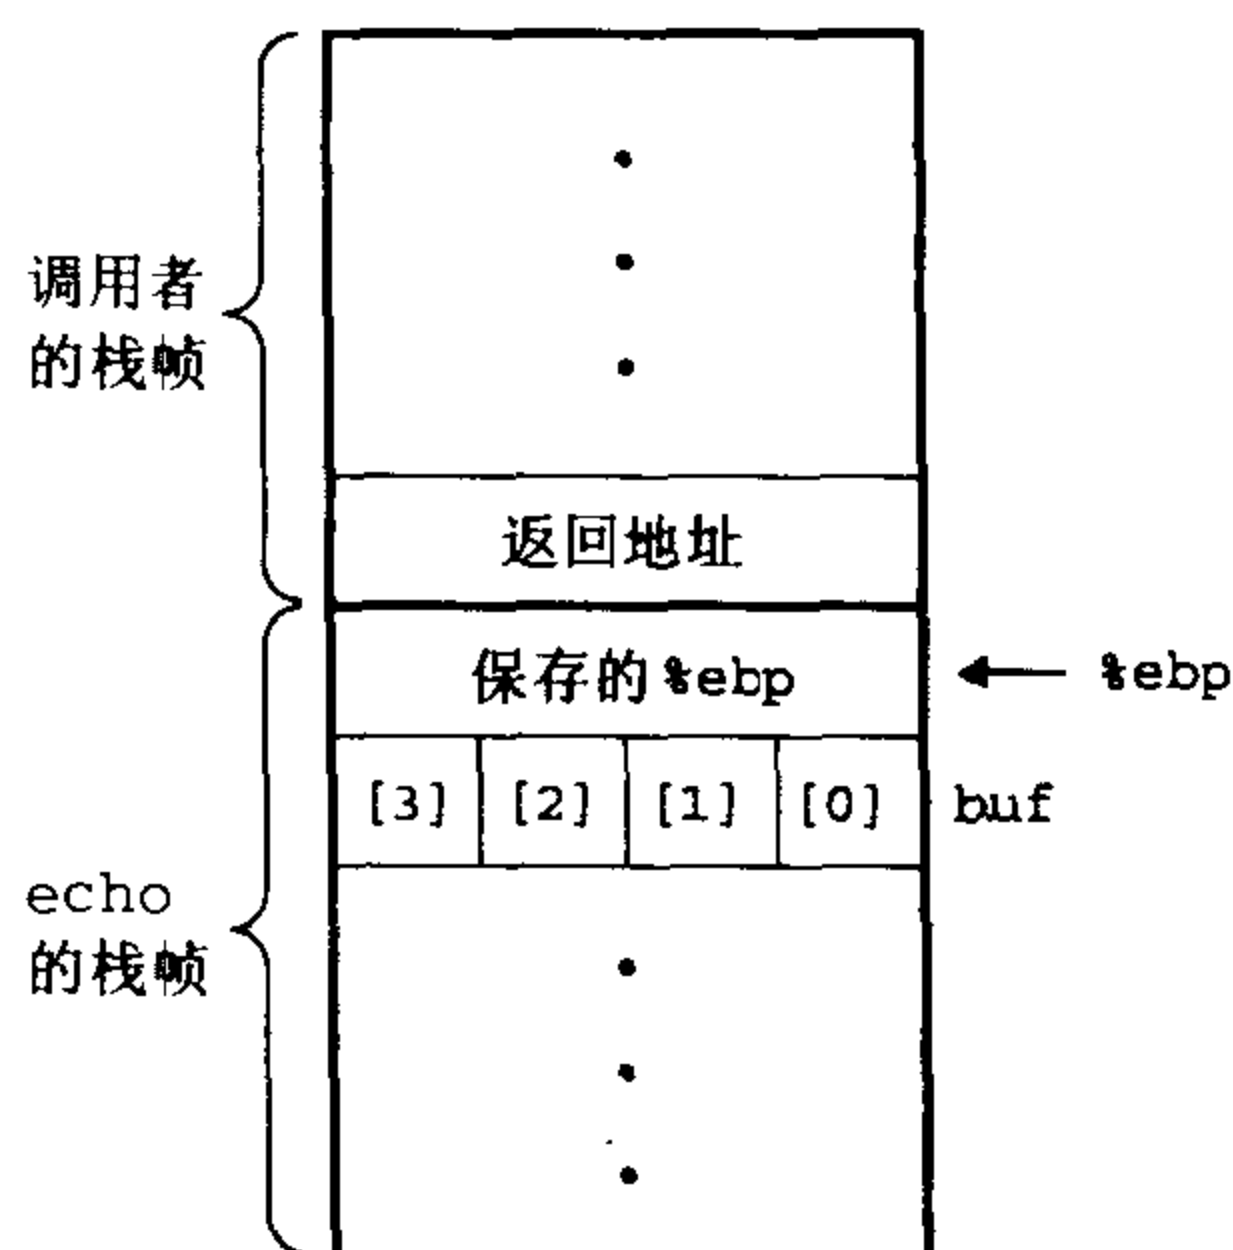 调用者
的栈帧
返回地址
保存的%ebp
%ebp
[3] [2] [1] [0]
buf
echo
的栈帧